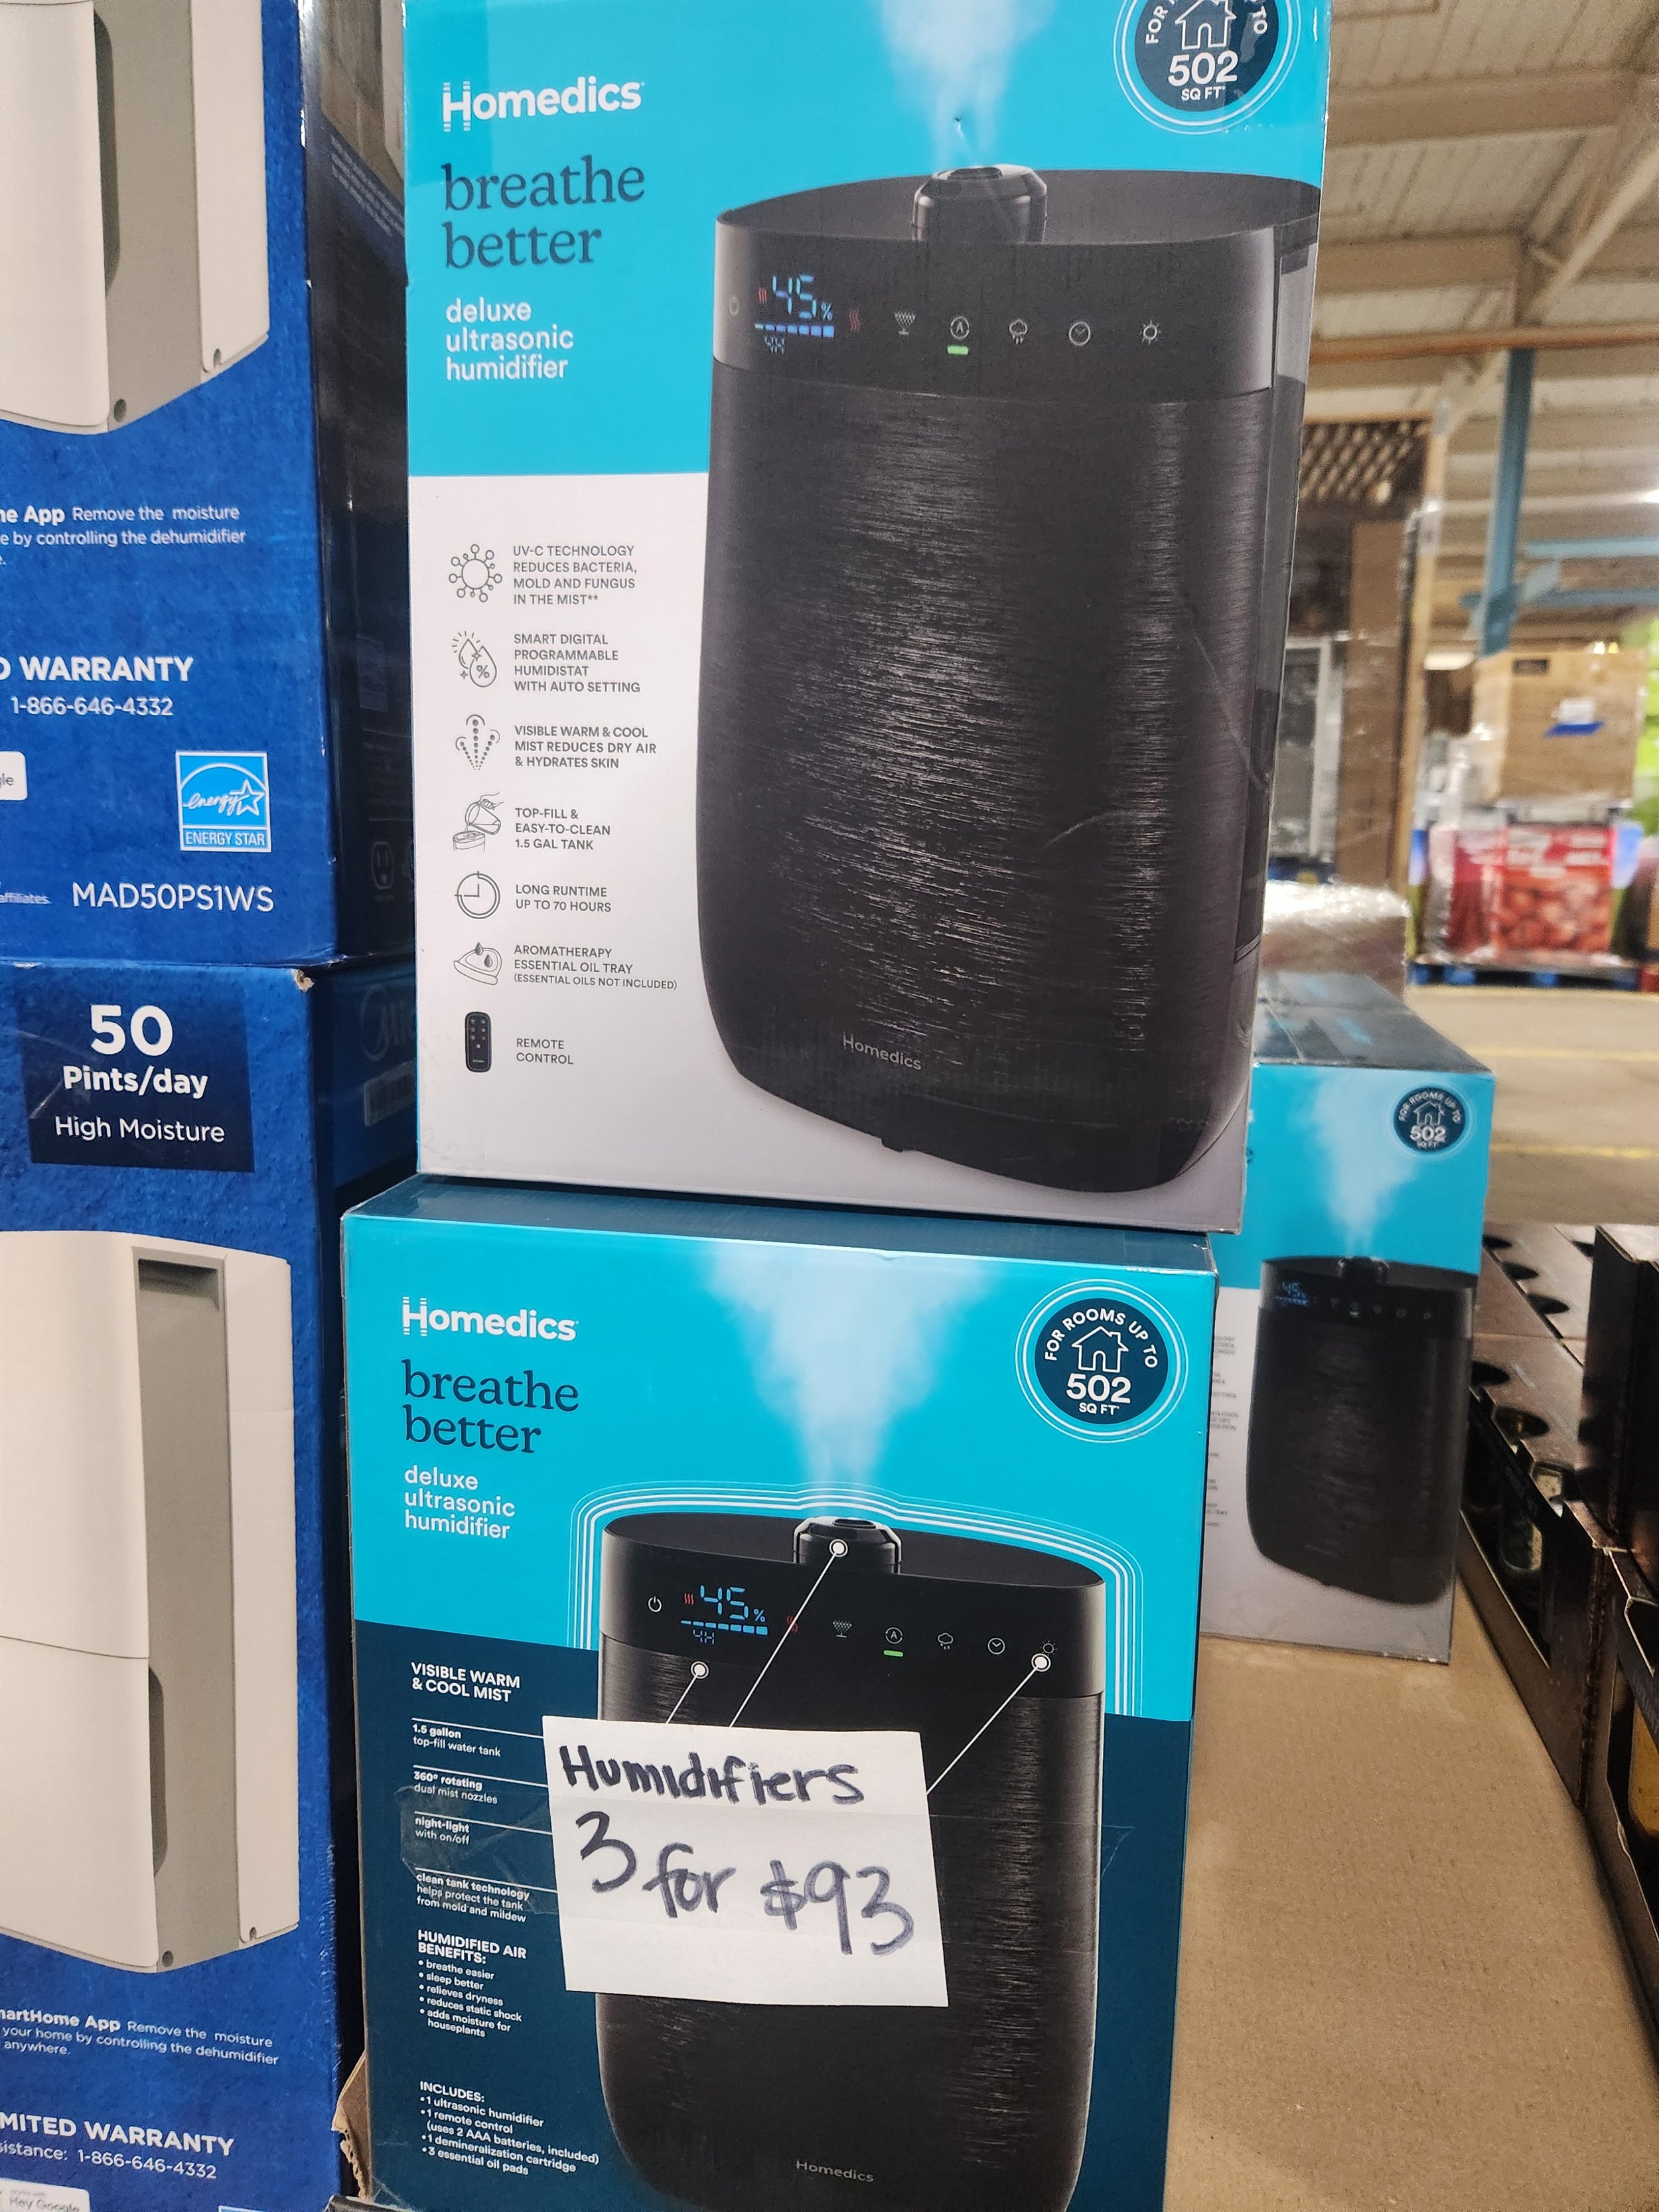 Homedics
breathe
better
deluxe
ultrasonic
humidifier
502
SQ FT*
45%
4H
UV-C TECHNOLOGY
REDUCES BACTERIA,
MOLD AND FUNGUS
IN THE MIST**
SMART DIGITAL
PROGRAMMABLE
HUMIDISTAT
WITH AUTO SETTING
VISIBLE WARM & COOL
MIST REDUCES DRY AIR
& HYDRATES SKIN
TOP-FILL &
EASY-TO-CLEAN
1.5 GAL TANK
LONG RUNTIME
UP TO 70 HOURS
AROMATHERAPY
ESSENTIAL OIL TRAY
(ESSENTIAL OILS NOT INCLUDED)
REMOTE
CONTROL
Homedics
App Remove the moisture
by controlling the dehumidifier
WARRANTY
1-866-646-4332
energy
ENERGY STAR
affiliates.
MAD50PS1WS
50
Pints/day
High Moisture
App Remove the moisture
your home by controlling the dehumidifier
anywhere.
WARRANTY
1-866-646-4332
Hey Google
Homedics
breathe
better
deluxe
ultrasonic
humidifier
FOR ROOMS UP TO
502
SQ FT*
45%
4H
VISIBLE WARM
& COOL MIST
1.5 gallon
top-fill water tank
360° rotating
dual mist nozzles
night-light
with on/off
clean tank technology
helps protect the tank
from mold and mildew
HUMIDIFIED AIR
BENEFITS:
• breathe easier
• sleep better
• relieves dryness
• reduces static shock
• adds moisture for
houseplants
INCLUDES:
• 1 ultrasonic humidifier
• 1 remote control
(uses 2 AAA batteries, included)
• 1 demineralization cartridge
• 3 essential oil pads
Homedics
Humidifiers
3 for $93
FOR ROOMS UP TO
502
SQ FT*
45%